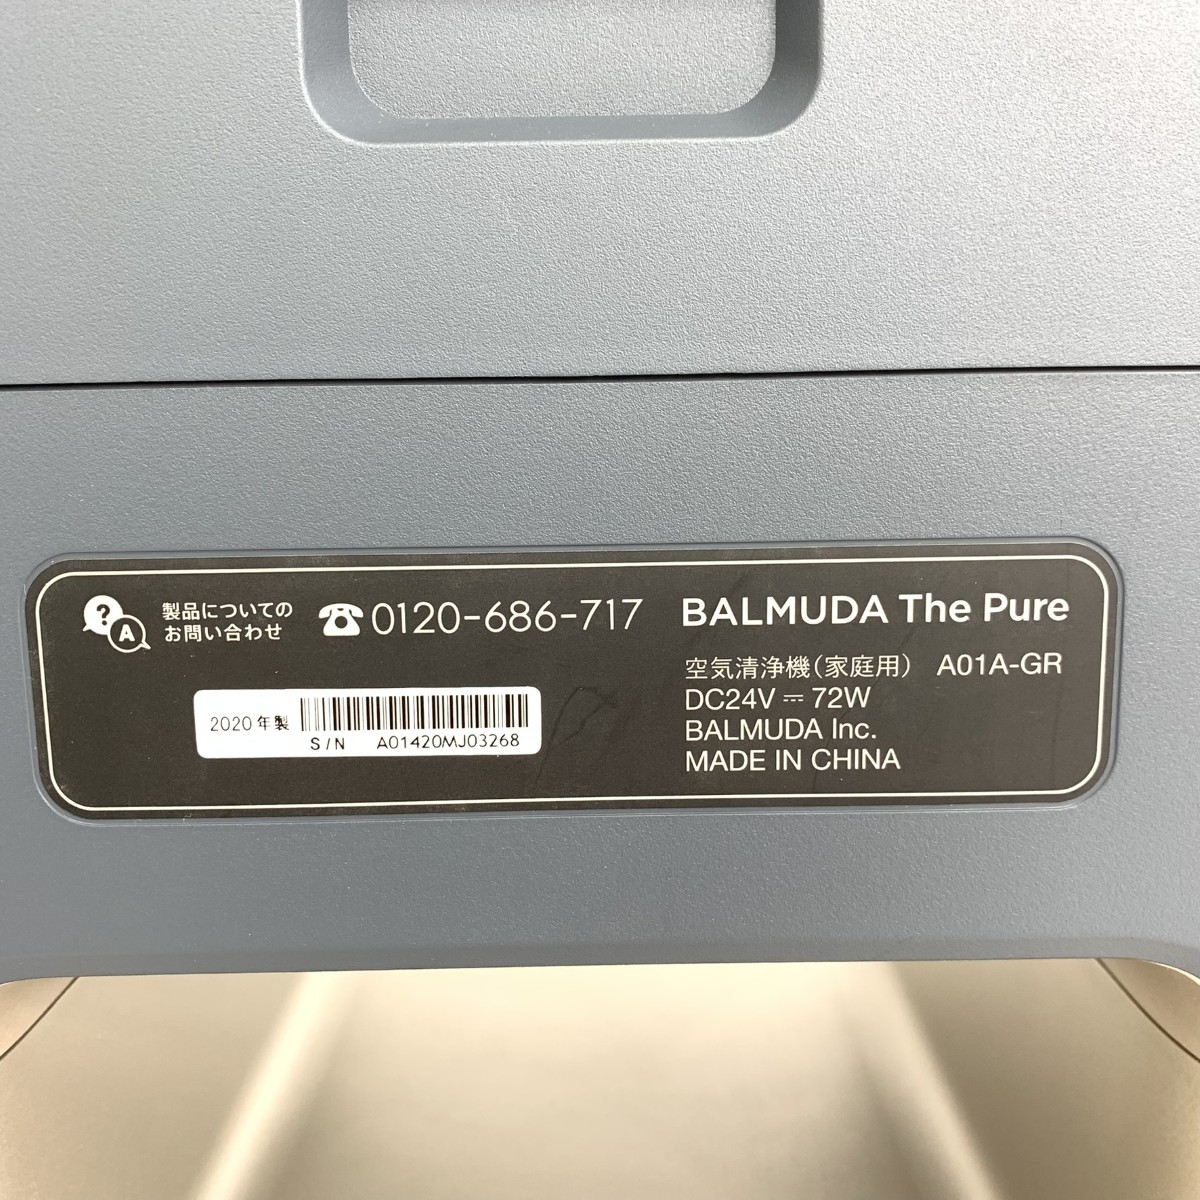 ?
A
製品についての
お問い合わせ
0120-686-717
2020年製
S/N A01420MJ03268
BALMUDA The Pure
空気清浄機(家庭用) A01A-GR
DC24V ⎓ 72W
BALMUDA Inc.
MADE IN CHINA